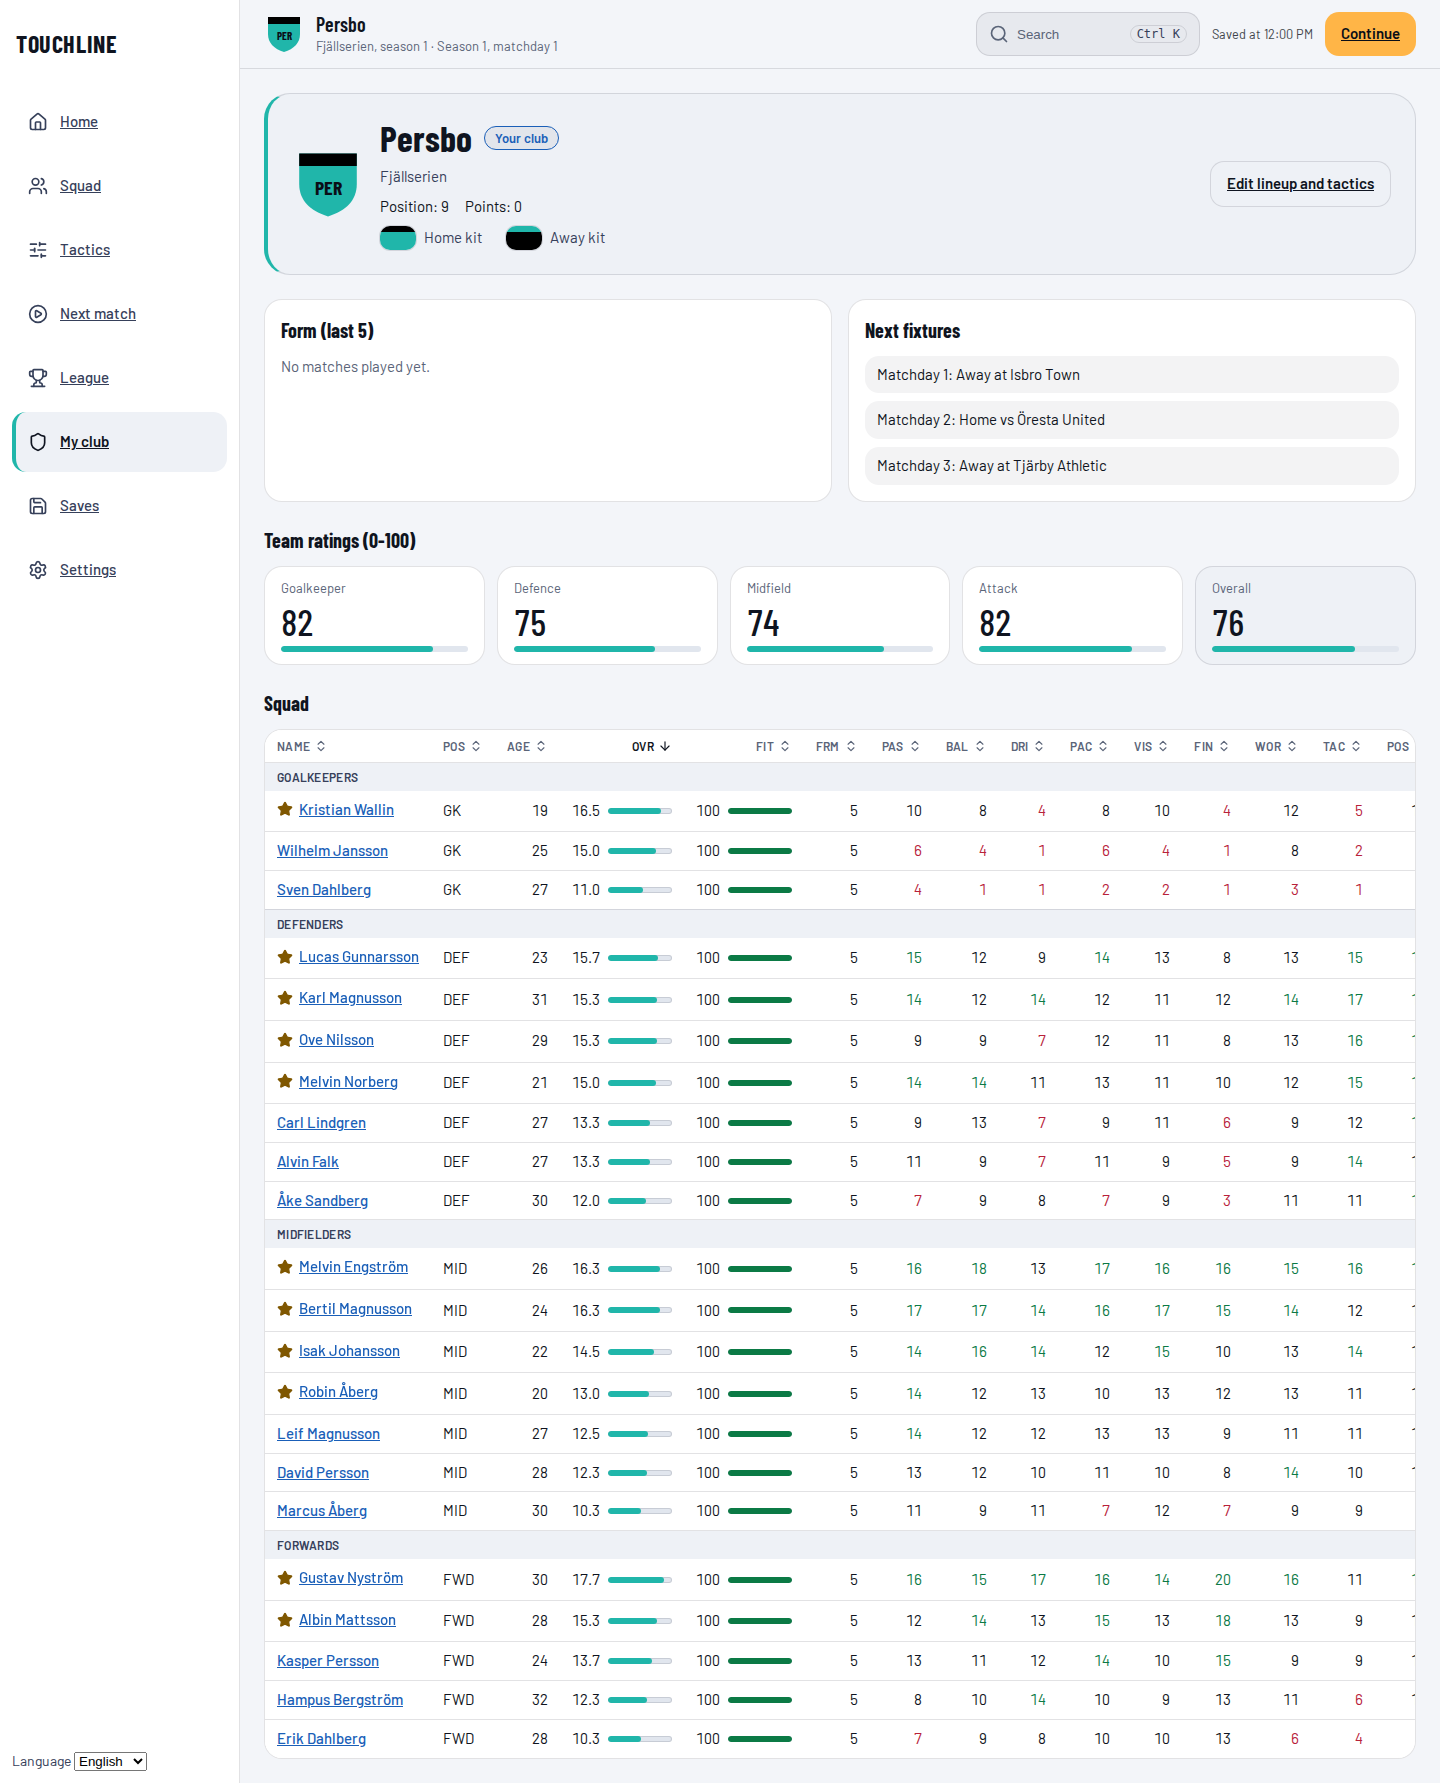 TOUCHLINE
Home
Squad
Tactics
Next match
League
My club
Saves
Settings
Language English
PER
Persbo
Fjällserien, season 1 · Season 1, matchday 1
Search Ctrl K
Saved at 12:00 PM
Continue
PER
Persbo Your club
Fjällserien
Position: 9 Points: 0
Home kit Away kit
Edit lineup and tactics
Form (last 5)
No matches played yet.
Next fixtures
Matchday 1: Away at Isbro Town
Matchday 2: Home vs Öresta United
Matchday 3: Away at Tjärby Athletic
Team ratings (0-100)
Goalkeeper
82
Defence
75
Midfield
74
Attack
82
Overall
76
Squad
NAME POS AGE OVR FIT FRM PAS BAL DRI PAC VIS FIN WOR TAC POS
GOALKEEPERS
Kristian Wallin GK 19 16.5 100 5 10 8 4 8 10 4 12 5
Wilhelm Jansson GK 25 15.0 100 5 6 4 1 6 4 1 8 2
Sven Dahlberg GK 27 11.0 100 5 4 1 1 2 2 1 3 1
DEFENDERS
Lucas Gunnarsson DEF 23 15.7 100 5 15 12 9 14 13 8 13 15
Karl Magnusson DEF 31 15.3 100 5 14 12 14 12 11 12 14 17
Ove Nilsson DEF 29 15.3 100 5 9 9 7 12 11 8 13 16
Melvin Norberg DEF 21 15.0 100 5 14 14 11 13 11 10 12 15
Carl Lindgren DEF 27 13.3 100 5 9 13 7 9 11 6 9 12
Alvin Falk DEF 27 13.3 100 5 11 9 7 11 9 5 9 14
Åke Sandberg DEF 30 12.0 100 5 7 9 8 7 9 3 11 11
MIDFIELDERS
Melvin Engström MID 26 16.3 100 5 16 18 13 17 16 16 15 16
Bertil Magnusson MID 24 16.3 100 5 17 17 14 16 17 15 14 12
Isak Johansson MID 22 14.5 100 5 14 16 14 12 15 10 13 14
Robin Åberg MID 20 13.0 100 5 14 12 13 10 13 12 13 11
Leif Magnusson MID 27 12.5 100 5 14 12 12 13 13 9 11 11
David Persson MID 28 12.3 100 5 13 12 10 11 10 8 14 10
Marcus Åberg MID 30 10.3 100 5 11 9 11 7 12 7 9 9
FORWARDS
Gustav Nyström FWD 30 17.7 100 5 16 15 17 16 14 20 16 11
Albin Mattsson FWD 28 15.3 100 5 12 14 13 15 13 18 13 9
Kasper Persson FWD 24 13.7 100 5 13 11 12 14 10 15 9 9
Hampus Bergström FWD 32 12.3 100 5 8 10 14 10 9 13 11 6
Erik Dahlberg FWD 28 10.3 100 5 7 9 8 10 10 13 6 4